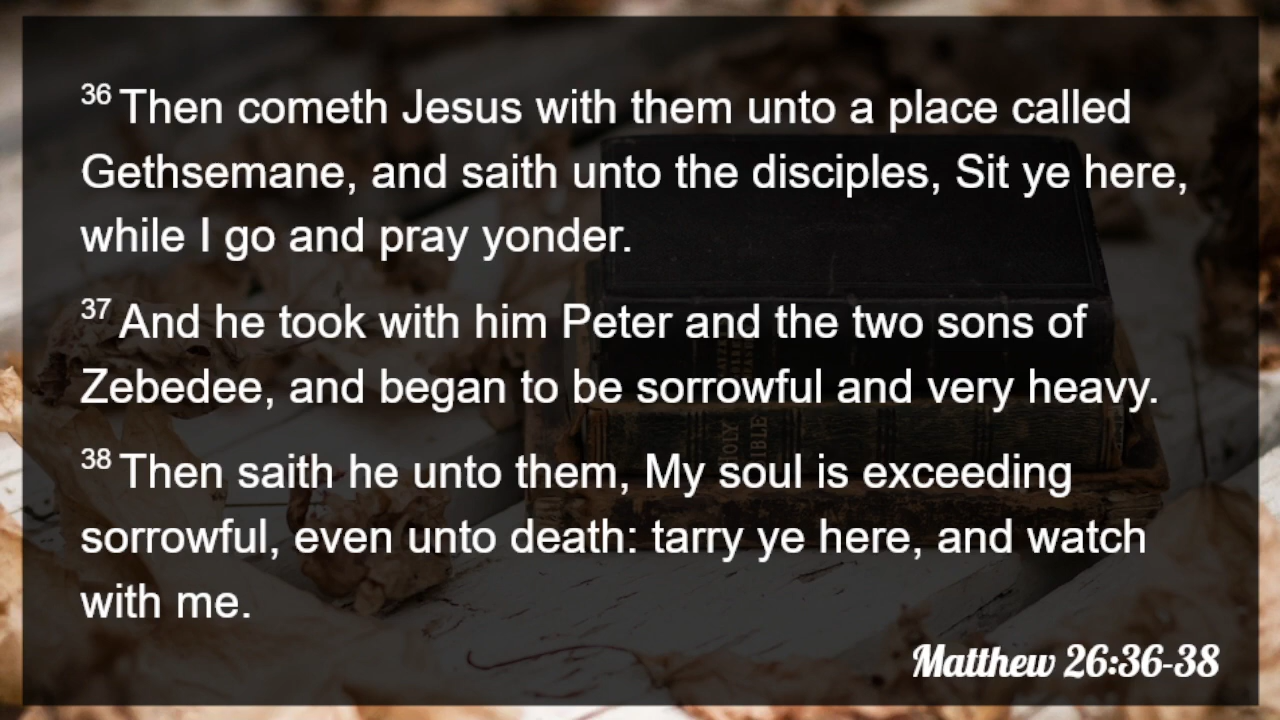 36 Then cometh Jesus with them unto a place called
Gethsemane, and saith unto the disciples, Sit ye here,
while I go and pray yonder.
37 And he took with him Peter and the two sons of
Zebedee, and began to be sorrowful and very heavy.
38 Then saith he unto them, My soul is exceeding
sorrowful, even unto death: tarry ye here, and watch
with me.
Matthew 26:36-38
HOLY
BIBLE